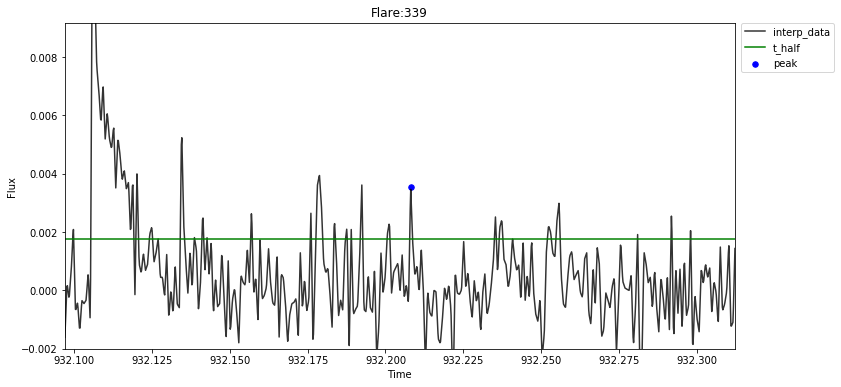 Flare:339
interp_data
t_half
peak
0.008
0.006
0.004
0.002
0.000
−0.002
Flux
932.100 932.125 932.150 932.175 932.200 932.225 932.250 932.275 932.300
Time